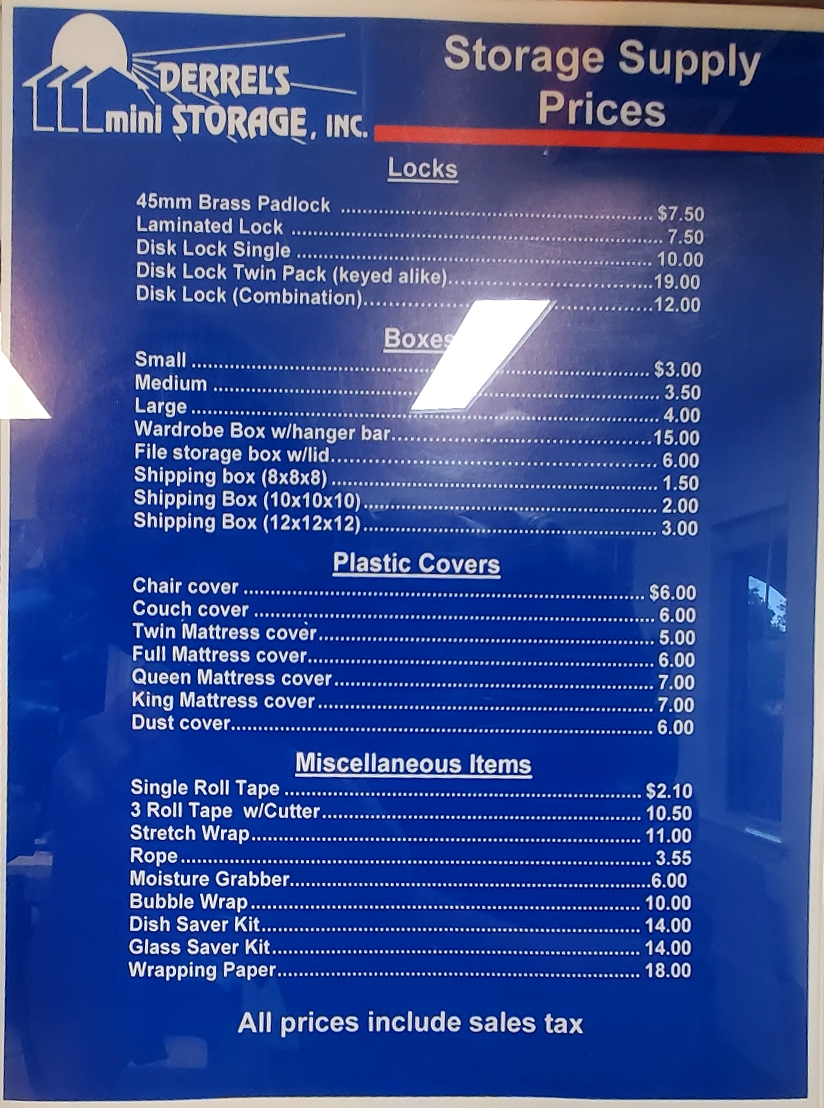 DERREL'S
mini STORAGE, INC.
Storage Supply
Prices
Locks
45mm Brass Padlock ........................................................ $7.50
Laminated Lock ................................................................. 7.50
Disk Lock Single ............................................................... 10.00
Disk Lock Twin Pack (keyed alike)................................... 19.00
Disk Lock (Combination)...................................................12.00
Boxes
Small ................................................................................ $3.00
Medium .............................................................................. 3.50
Large .................................................................................. 4.00
Wardrobe Box w/hanger bar..............................................15.00
File storage box w/lid......................................................... 6.00
Shipping box (8x8x8) ......................................................... 1.50
Shipping Box (10x10x10).................................................... 2.00
Shipping Box (12x12x12).................................................... 3.00
Plastic Covers
Chair cover ...................................................................... $6.00
Couch cover ...................................................................... 6.00
Twin Mattress cover........................................................... 5.00
Full Mattress cover............................................................. 6.00
Queen Mattress cover........................................................ 7.00
King Mattress cover........................................................... 7.00
Dust cover.......................................................................... 6.00
Miscellaneous Items
Single Roll Tape .............................................................. $2.10
3 Roll Tape w/Cutter........................................................ 10.50
Stretch Wrap.................................................................... 11.00
Rope................................................................................... 3.55
Moisture Grabber...............................................................6.00
Bubble Wrap..................................................................... 10.00
Dish Saver Kit................................................................... 14.00
Glass Saver Kit................................................................. 14.00
Wrapping Paper................................................................ 18.00
All prices include sales tax